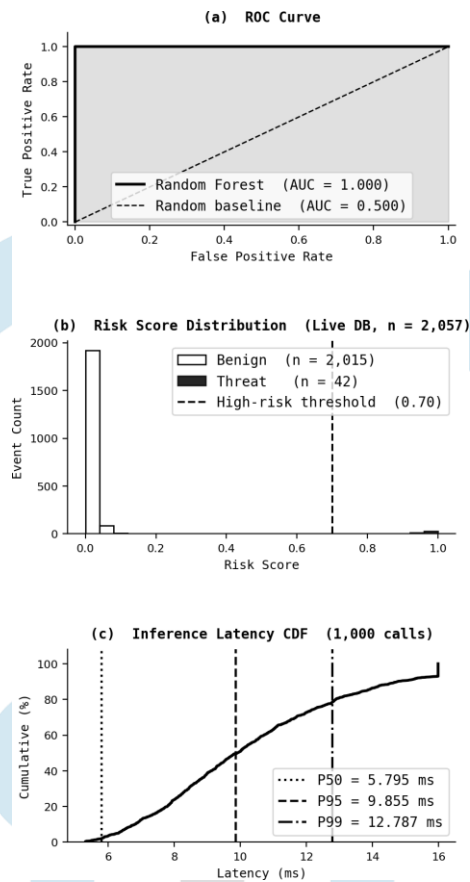 (a) ROC Curve
True Positive Rate
1.0
0.8
0.6
0.4
0.2
0.0
Random Forest (AUC = 1.000)
Random baseline (AUC = 0.500)
0.0 0.2 0.4 0.6 0.8 1.0
False Positive Rate
(b) Risk Score Distribution (Live DB, n = 2,057)
Event Count
2000
1500
1000
500
0
Benign (n = 2,015)
Threat (n = 42)
High-risk threshold (0.70)
0.0 0.2 0.4 0.6 0.8 1.0
Risk Score
(c) Inference Latency CDF (1,000 calls)
Cumulative (%)
100
80
60
40
20
0
P50 = 5.795 ms
P95 = 9.855 ms
P99 = 12.787 ms
6 8 10 12 14 16
Latency (ms)